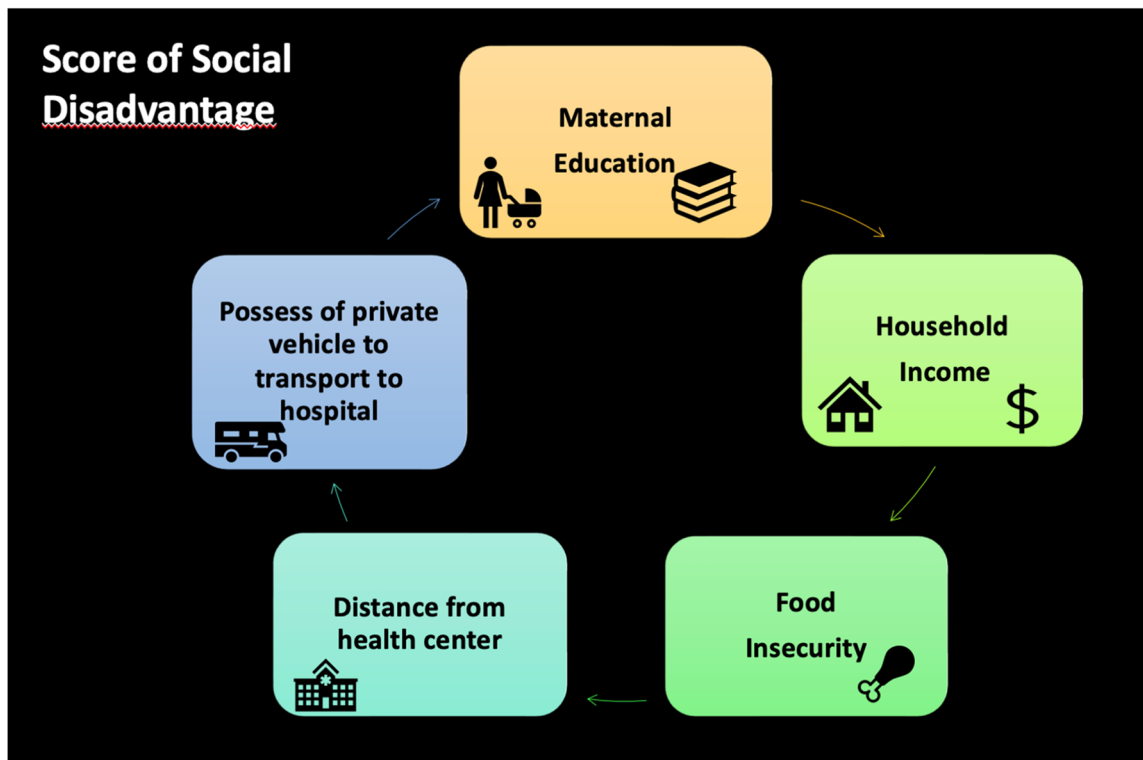 Score of Social
Disadvantage
Maternal
Education
Household
Income
Food
Insecurity
Distance from
health center
Possess of private
vehicle to
transport to
hospital
$